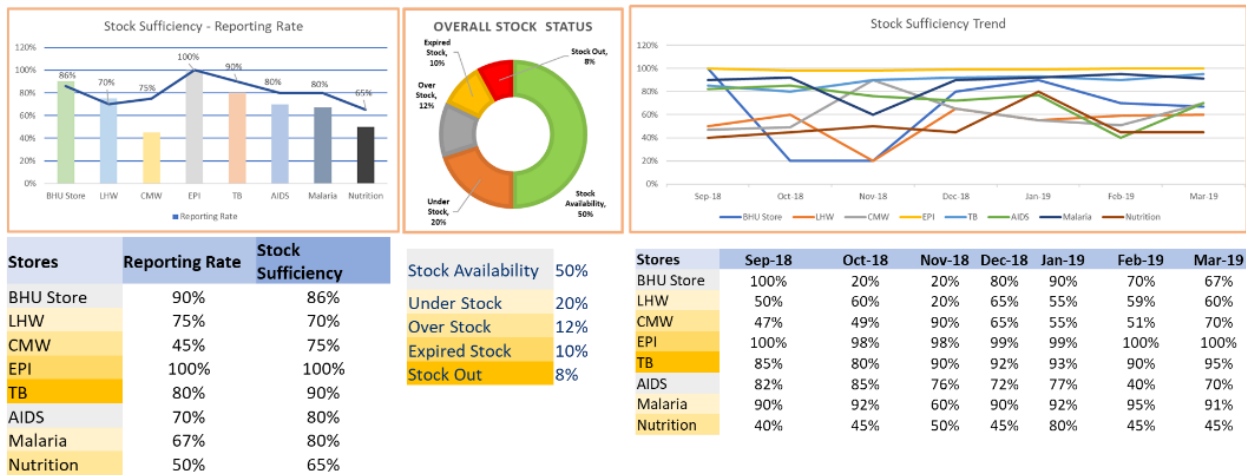 Stock Sufficiency - Reporting Rate
120%
100%
80%
60%
40%
20%
0%
86%
70%
75%
100%
90%
80%
80%
65%
BHU Store LHW CMW EPI TB AIDS Malaria Nutrition
Reporting Rate
OVERALL STOCK STATUS
Expired Stock, 10%
Stock Out, 8%
Over Stock, 12%
Under Stock, 20%
Stock Availability, 50%
Stock Sufficiency Trend
120%
100%
80%
60%
40%
20%
0%
Sep-18 Oct-18 Nov-18 Dec-18 Jan-19 Feb-19 Mar-19
BHU Store LHW CMW EPI TB AIDS Malaria Nutrition
Stores Reporting Rate Stock Sufficiency
BHU Store 90% 86%
LHW 75% 70%
CMW 45% 75%
EPI 100% 100%
TB 80% 90%
AIDS 70% 80%
Malaria 67% 80%
Nutrition 50% 65%
Stock Availability 50%
Under Stock 20%
Over Stock 12%
Expired Stock 10%
Stock Out 8%
Stores Sep-18 Oct-18 Nov-18 Dec-18 Jan-19 Feb-19 Mar-19
BHU Store 100% 20% 20% 80% 90% 70% 67%
LHW 50% 60% 20% 65% 55% 59% 60%
CMW 47% 49% 90% 65% 55% 51% 70%
EPI 100% 98% 98% 99% 99% 100% 100%
TB 85% 80% 90% 92% 93% 90% 95%
AIDS 82% 85% 76% 72% 77% 40% 70%
Malaria 90% 92% 60% 90% 92% 95% 91%
Nutrition 40% 45% 50% 45% 80% 45% 45%